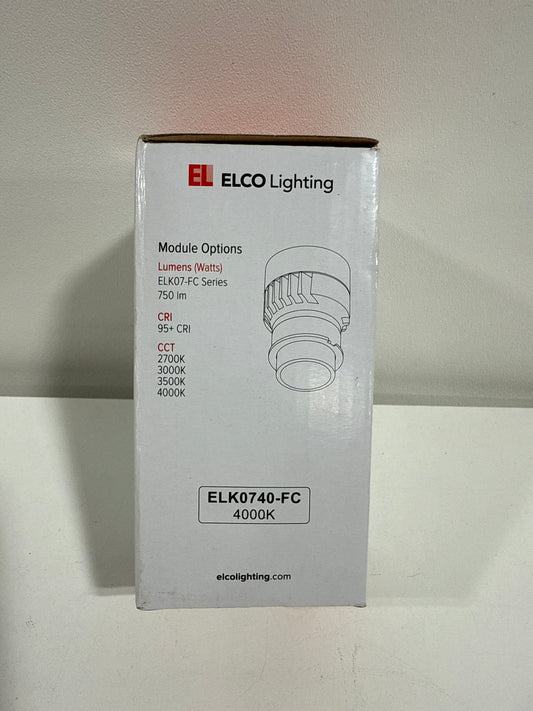 EL ELCO Lighting
Module Options
Lumens (Watts)
ELK07-FC Series
750 lm
CRI
95+ CRI
CCT
2700K
3000K
3500K
4000K
ELK0740-FC
4000K
elcolighting.com